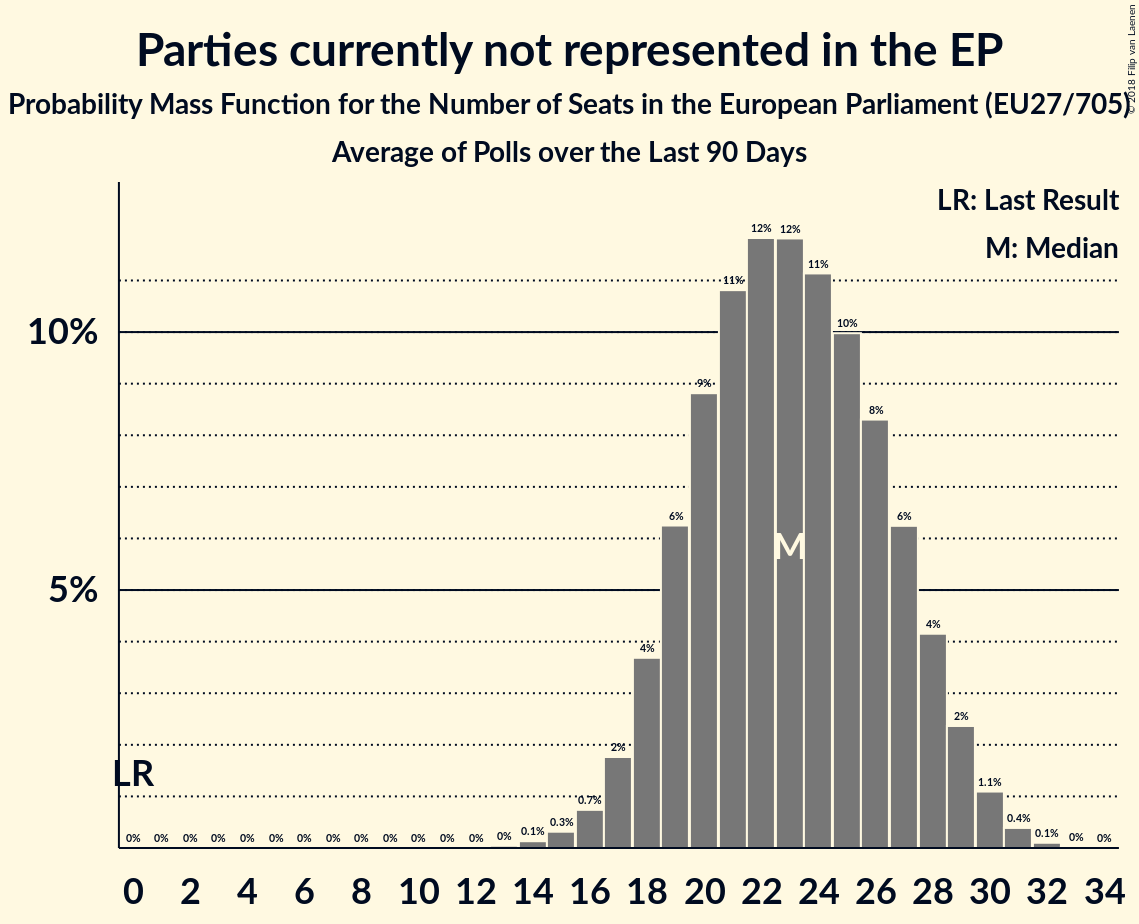 Parties currently not represented in the EP
Probability Mass Function for the Number of Seats in the European Parliament (EU27/705)
Average of Polls over the Last 90 Days
© 2018 Filip van Laenen
LR: Last Result
M: Median
12% 12%
11% 11%
10%
10%
9%
8%
6% 6%
M
5%
4% 4%
2% 2%
LR
0% 0% 0% 0% 0% 0% 0% 0% 0% 0% 0% 0% 0% 0% 0.1% 0.3% 0.7% 1.1% 0.4% 0.1% 0% 0%
0 2 4 6 8 10 12 14 16 18 20 22 24 26 28 30 32 34